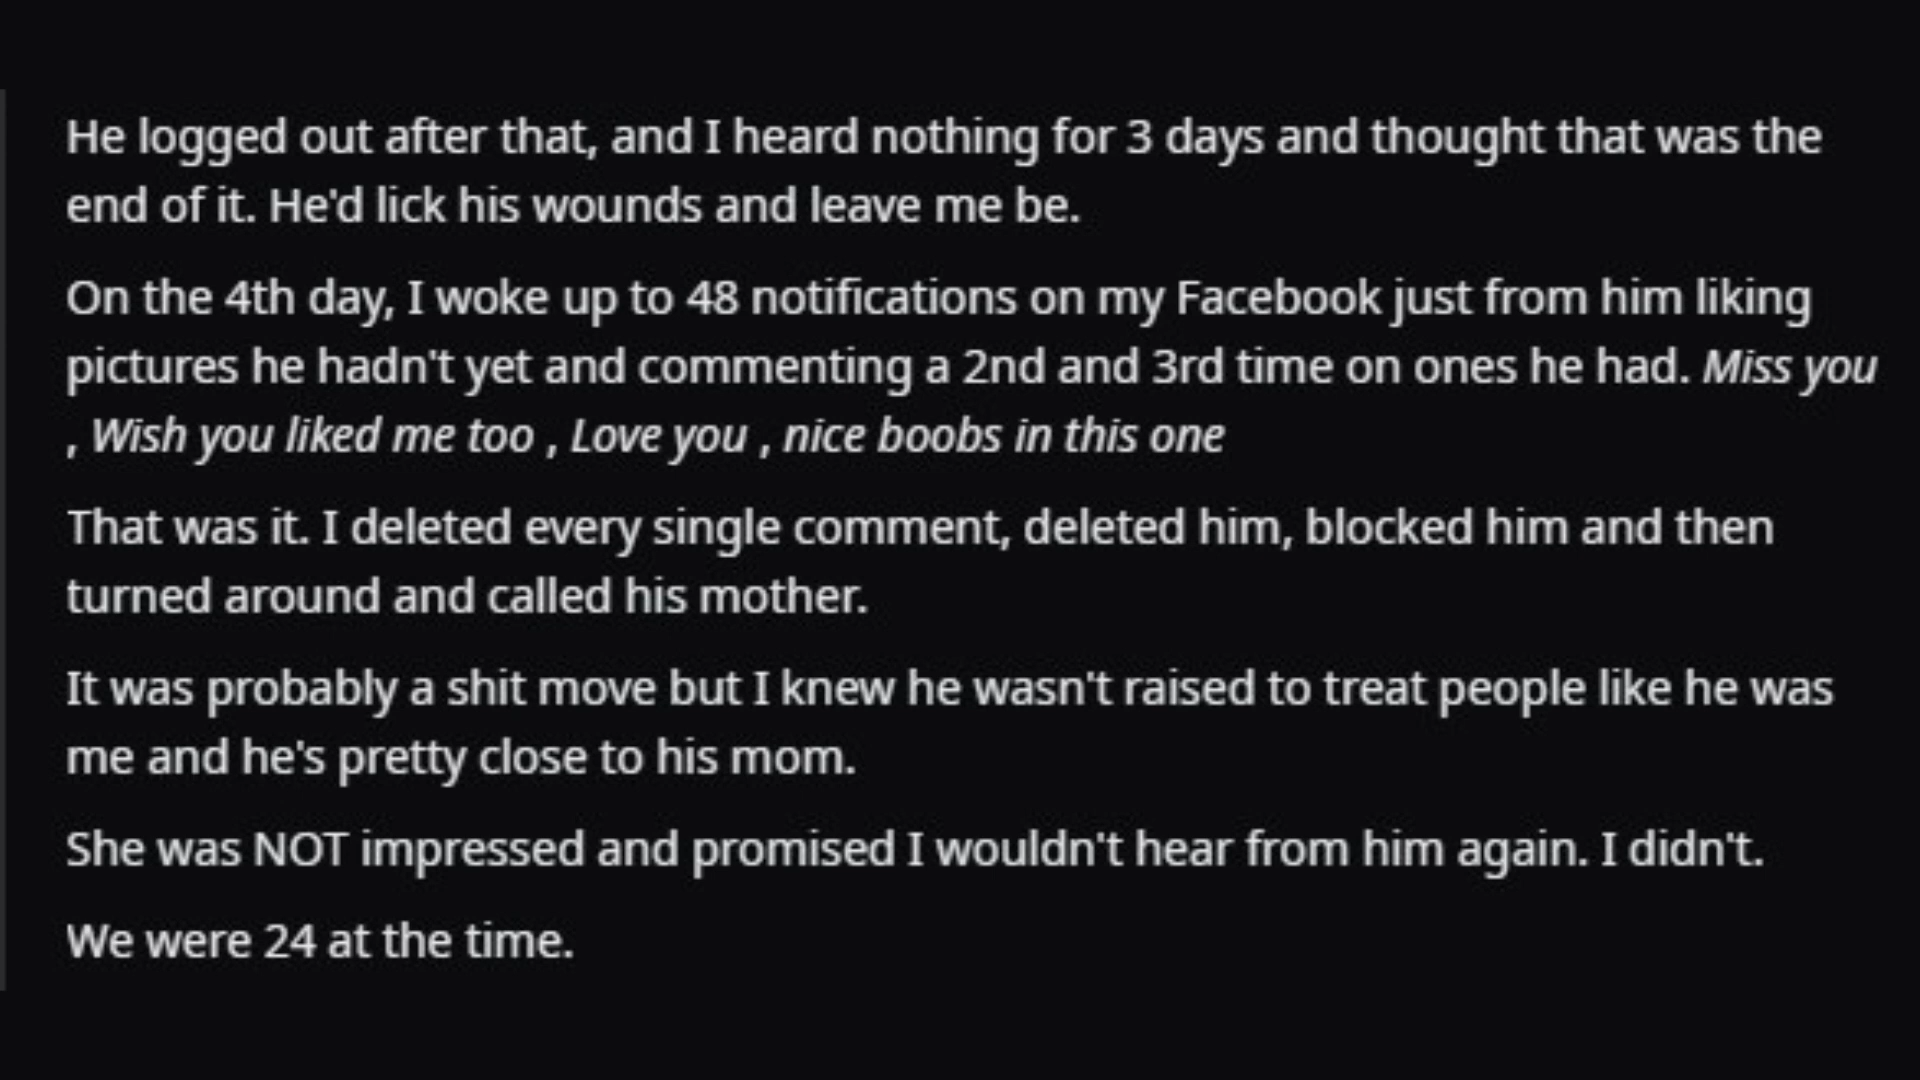 He logged out after that, and I heard nothing for 3 days and thought that was the
end of it. He'd lick his wounds and leave me be.
On the 4th day, I woke up to 48 notifications on my Facebook just from him liking
pictures he hadn't yet and commenting a 2nd and 3rd time on ones he had. Miss you
, Wish you liked me too , Love you , nice boobs in this one
That was it. I deleted every single comment, deleted him, blocked him and then
turned around and called his mother.
It was probably a shit move but I knew he wasn't raised to treat people like he was
me and he's pretty close to his mom.
She was NOT impressed and promised I wouldn't hear from him again. I didn't.
We were 24 at the time.